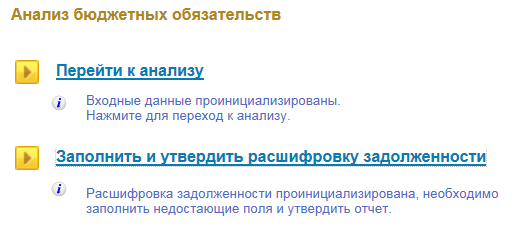 Анализ бюджетных обязательств
Перейти к анализу
Входные данные проинициализированы.
Нажмите для переход к анализу.
Заполнить и утвердить расшифровку задолженности
Расшифровка задолженности проинициализирована, необходимо
заполнить недостающие поля и утвердить отчет.